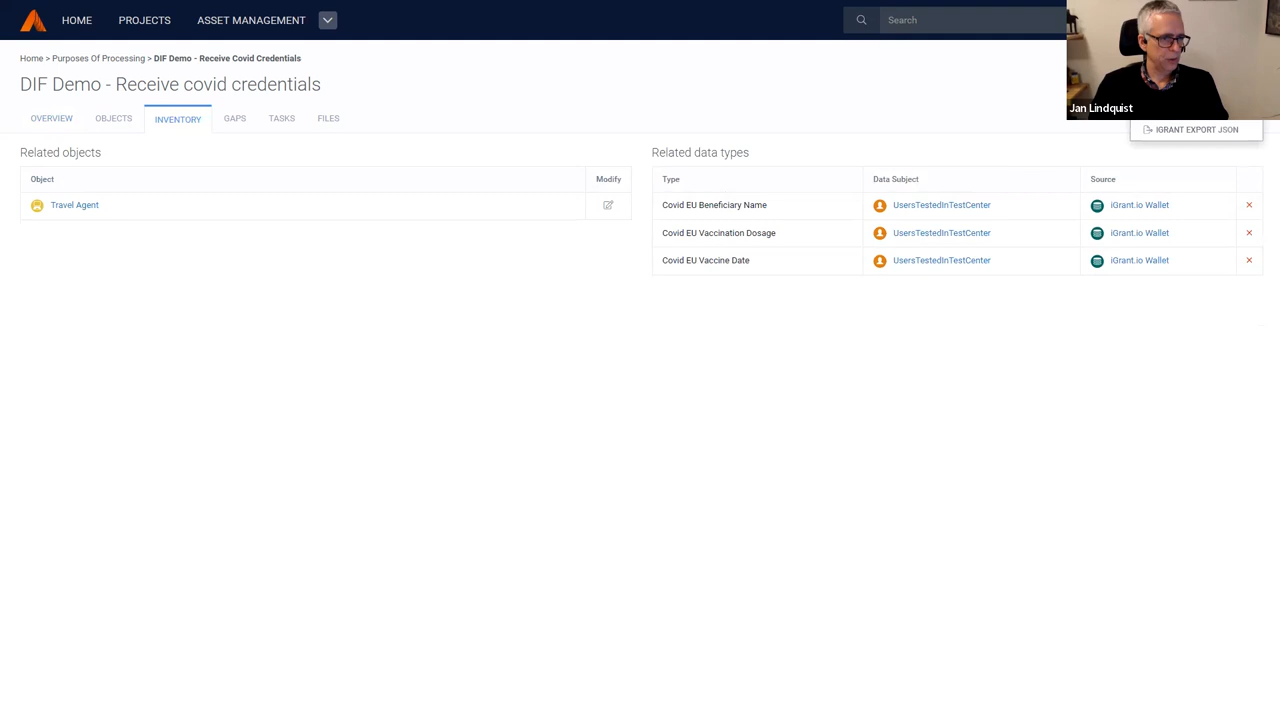 HOME PROJECTS ASSET MANAGEMENT Search
Home > Purposes Of Processing > DIF Demo - Receive Covid Credentials
DIF Demo - Receive covid credentials
Jan Lindquist
OVERVIEW OBJECTS INVENTORY GAPS TASKS FILES
IGRANT EXPORT JSON
Related objects
Object Modify
Travel Agent
Related data types
Type Data Subject Source
Covid EU Beneficiary Name UsersTestedInTestCenter iGrant.io Wallet
Covid EU Vaccination Dosage UsersTestedInTestCenter iGrant.io Wallet
Covid EU Vaccine Date UsersTestedInTestCenter iGrant.io Wallet